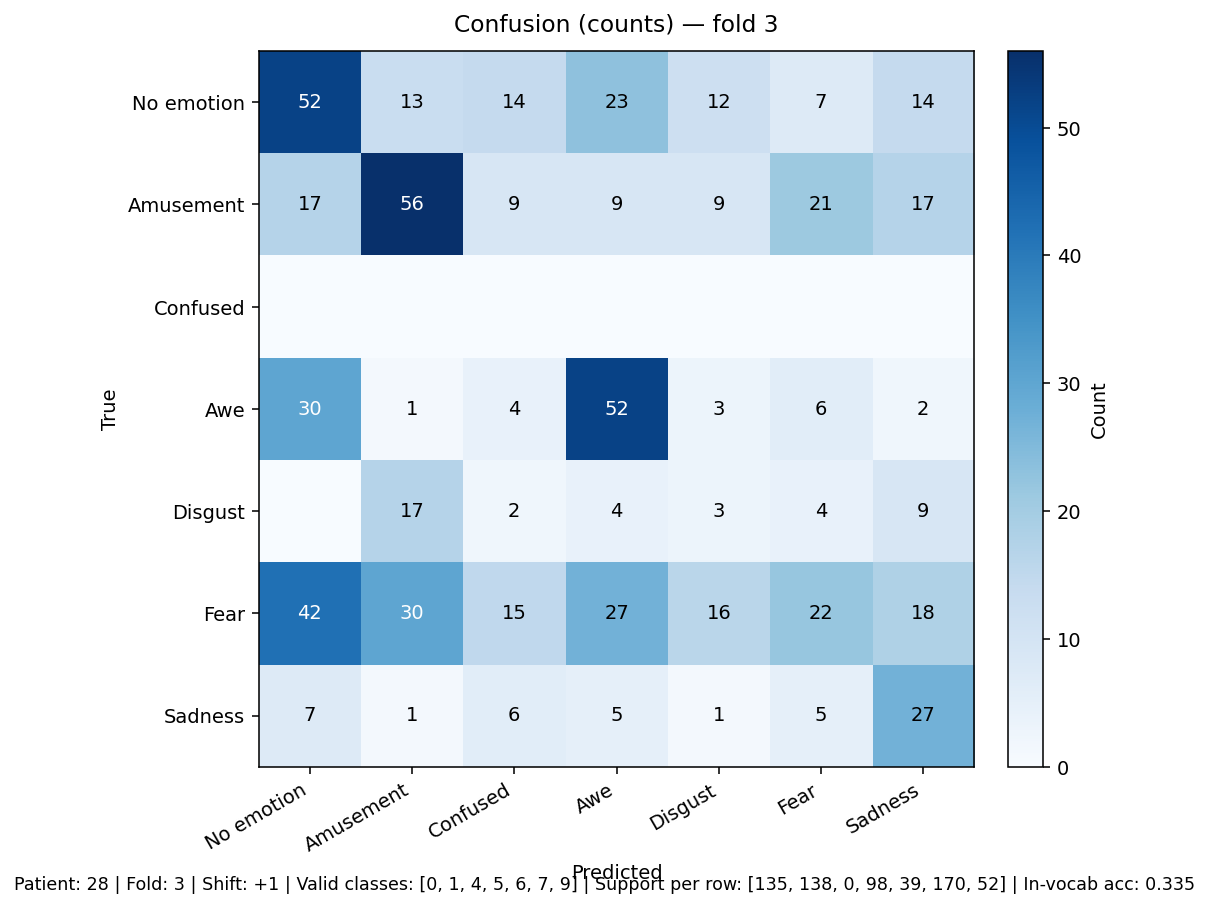 Confusion (counts) — fold 3
No emotion 52 13 14 23 12 7 14
Amusement 17 56 9 9 9 21 17
Confused
Awe 30 1 4 52 3 6 2
Disgust 17 2 4 3 4 9
Fear 42 30 15 27 16 22 18
Sadness 7 1 6 5 1 5 27
True
No emotion Amusement Confused Awe Disgust Fear Sadness
Predicted
50
40
30
20
10
0
Count
Patient: 28 | Fold: 3 | Shift: +1 | Valid classes: [0, 1, 4, 5, 6, 7, 9] | Support per row: [135, 138, 0, 98, 39, 170, 52] | In-vocab acc: 0.335